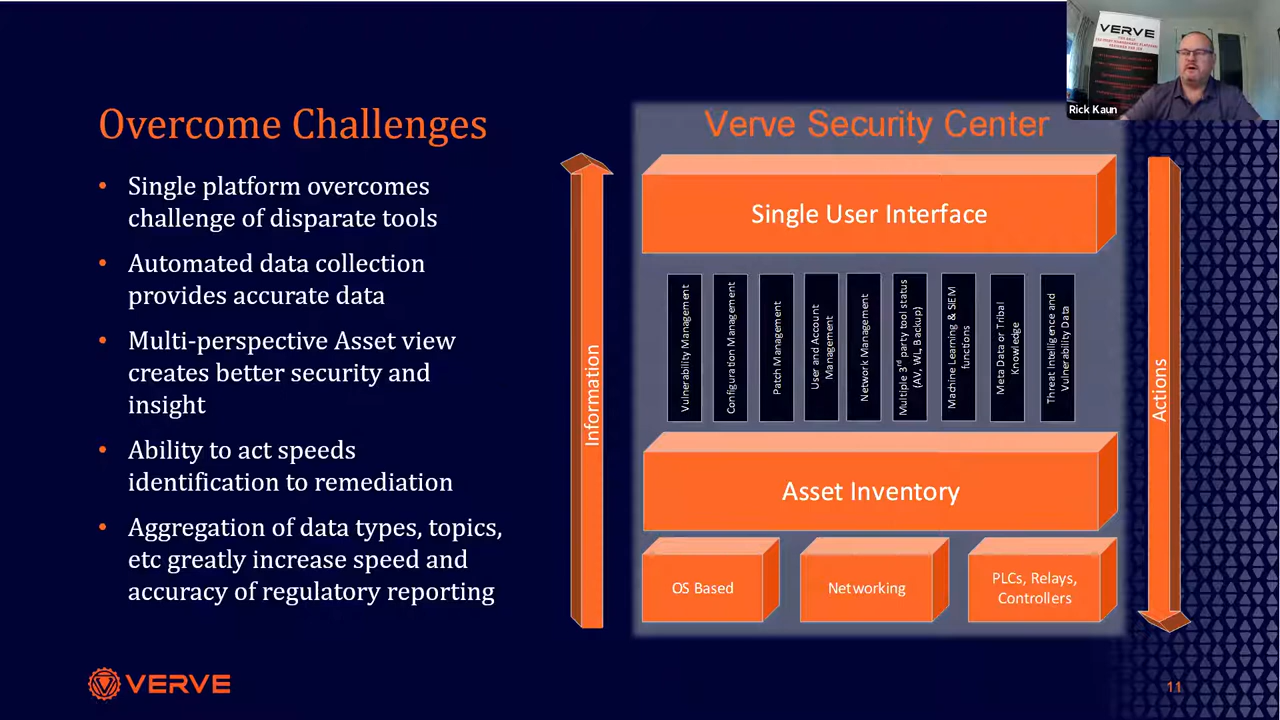 VERVE
Rick Kaun
Overcome Challenges
• Single platform overcomes
challenge of disparate tools
• Automated data collection
provides accurate data
• Multi-perspective Asset view
creates better security and
insight
• Ability to act speeds
identification to remediation
• Aggregation of data types, topics,
etc greatly increase speed and
accuracy of regulatory reporting
Verve Security Center
Single User Interface
Information
Vulnerability Management
Configuration Management
Patch Management
User and Account
Management
Network Management
Multiple 3rd party tool status
(AV, WL, Backup)
Machine Learning & SIEM
functions
Meta Data or Tribal
Knowledge
Threat Intelligence and
Vulnerability Data
Actions
Asset Inventory
OS Based
Networking
PLCs, Relays,
Controllers
VERVE
11